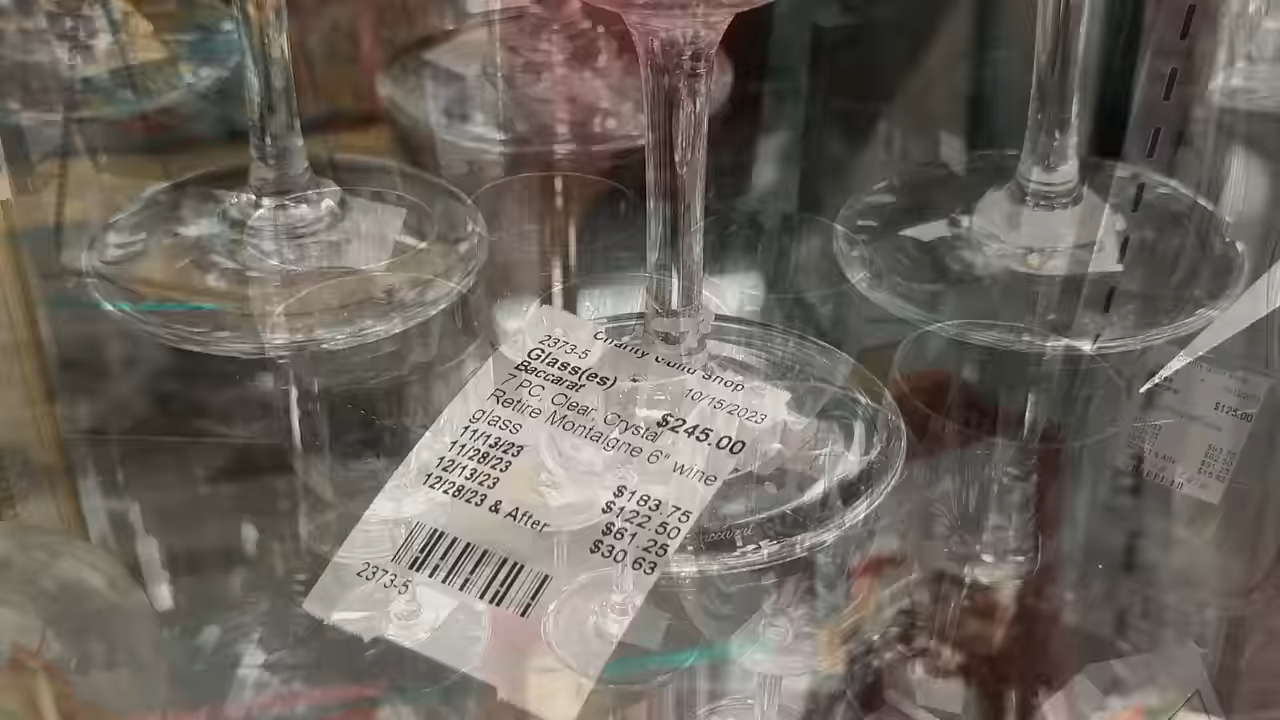 Charity Guild Shop
2373-5
10/15/2023
Glass(es)
Baccarat
$245.00
7 PC, Clear, Crystal
Retire Montaigne 6" wine
glass
11/13/23 $183.75
11/28/23 $122.50
12/13/23 $61.25
12/28/23 & After $30.63
2373-5
$125.00